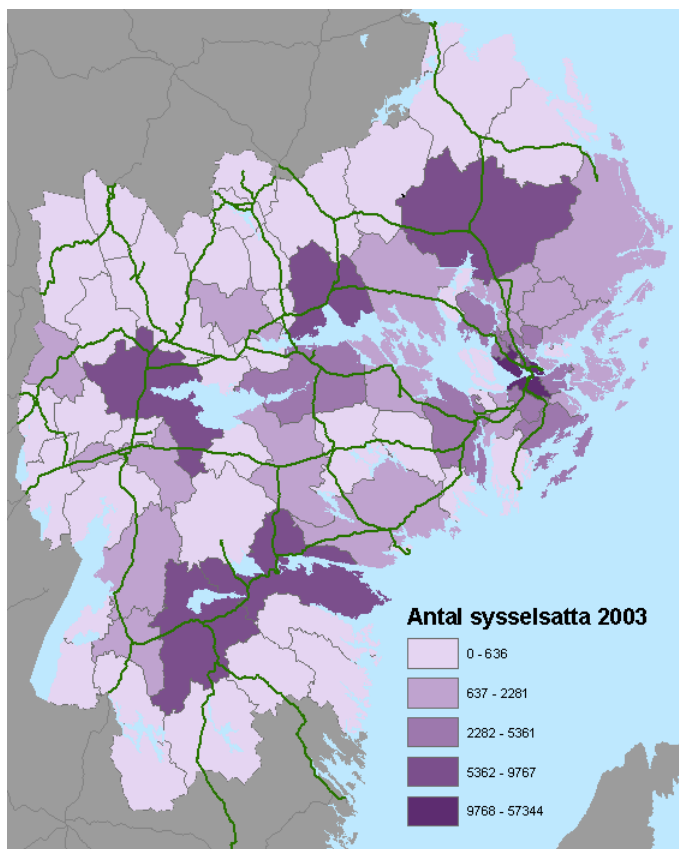 Antal sysselsatta 2003
0 - 636
637 - 2281
2282 - 5361
5362 - 9767
9768 - 57344